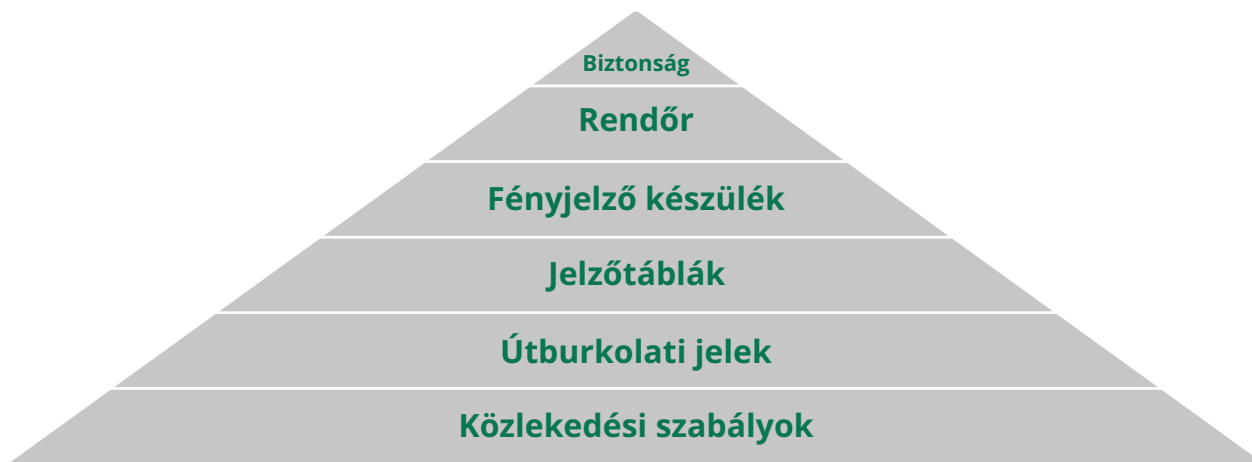 Biztonság
Rendőr
Fényjelző készülék
Jelzőtáblák
Útburkolati jelek
Közlekedési szabályok